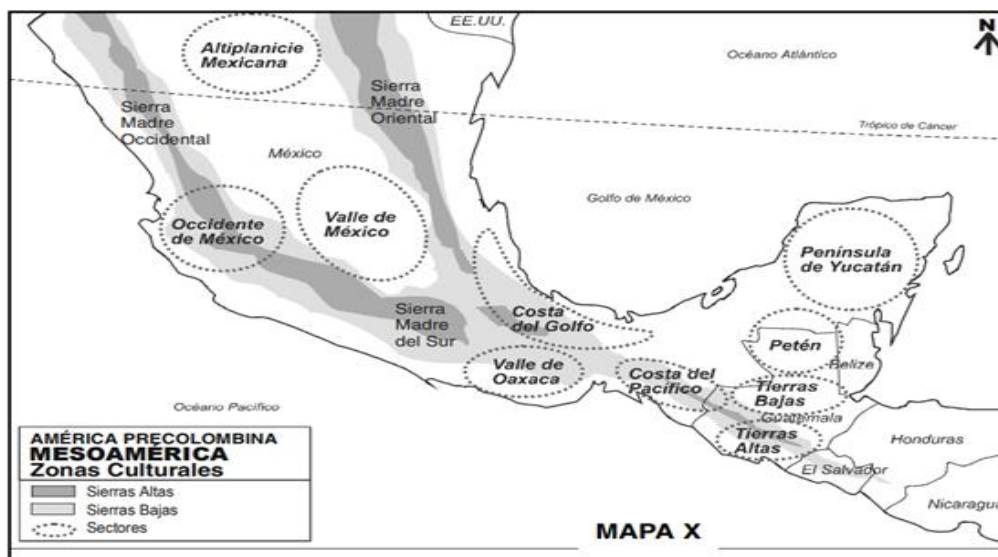 EE.UU.
N
Altiplanicie
Mexicana
Océano Atlántico
Sierra
Madre
Occidental
Sierra
Madre
Oriental
Trópico de Cáncer
México
Golfo de México
Occidente
de México
Valle de
México
Península
de Yucatán
Costa
del Golfo
Sierra
Madre
del Sur
Petén
Belize
Valle de
Oaxaca
Costa del
Pacífico
Tierras
Bajas
Guatemala
Océano Pacífico
Tierras
Altas
Honduras
El Salvador
Nicaragua
AMÉRICA PRECOLOMBINA
MESOAMÉRICA
Zonas Culturales
Sierras Altas
Sierras Bajas
Sectores
MAPA X